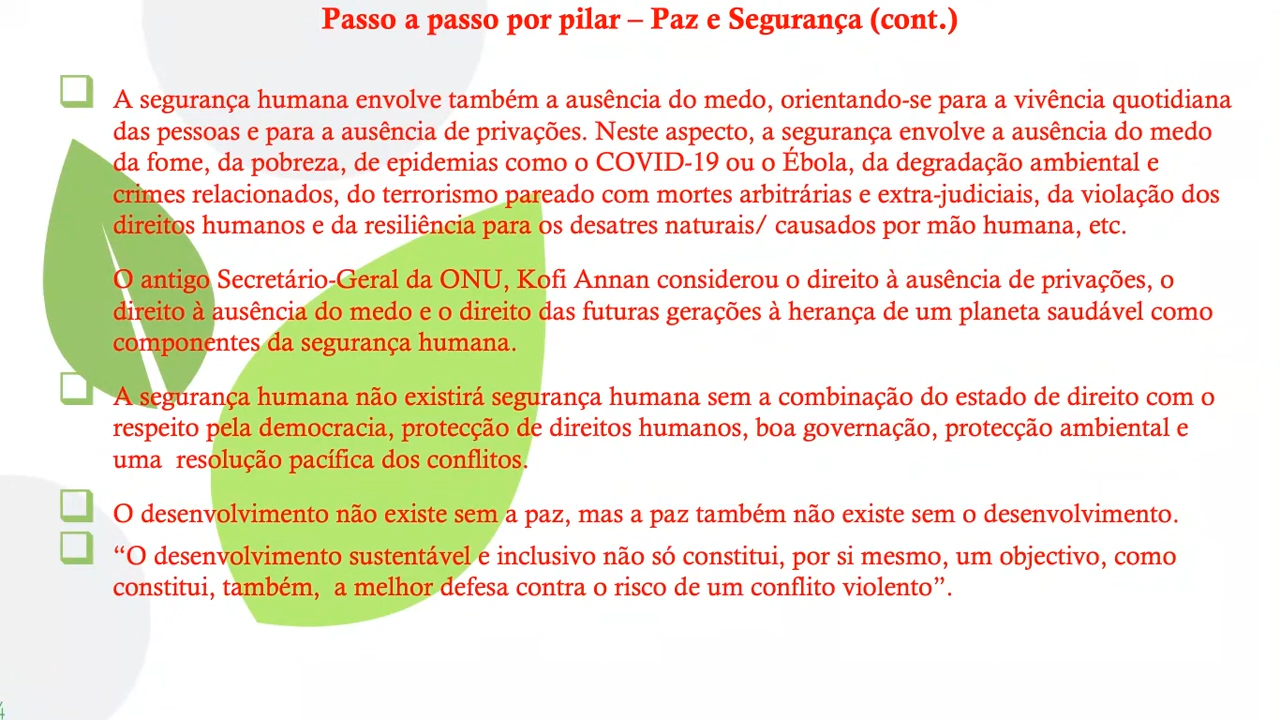 Passo a passo por pilar – Paz e Segurança (cont.)
A segurança humana envolve também a ausência do medo, orientando-se para a vivência quotidiana
das pessoas e para a ausência de privações. Neste aspecto, a segurança envolve a ausência do medo
da fome, da pobreza, de epidemias como o COVID-19 ou o Ébola, da degradação ambiental e
crimes relacionados, do terrorismo pareado com mortes arbitrárias e extra-judiciais, da violação dos
direitos humanos e da resiliência para os desatres naturais/ causados por mão humana, etc.
O antigo Secretário-Geral da ONU, Kofi Annan considerou o direito à ausência de privações, o
direito à ausência do medo e o direito das futuras gerações à herança de um planeta saudável como
componentes da segurança humana.
A segurança humana não existirá segurança humana sem a combinação do estado de direito com o
respeito pela democracia, protecção de direitos humanos, boa governação, protecção ambiental e
uma  resolução pacífica dos conflitos.
O desenvolvimento não existe sem a paz, mas a paz também não existe sem o desenvolvimento.
“O desenvolvimento sustentável e inclusivo não só constitui, por si mesmo, um objectivo, como
constitui, também,  a melhor defesa contra o risco de um conflito violento”.